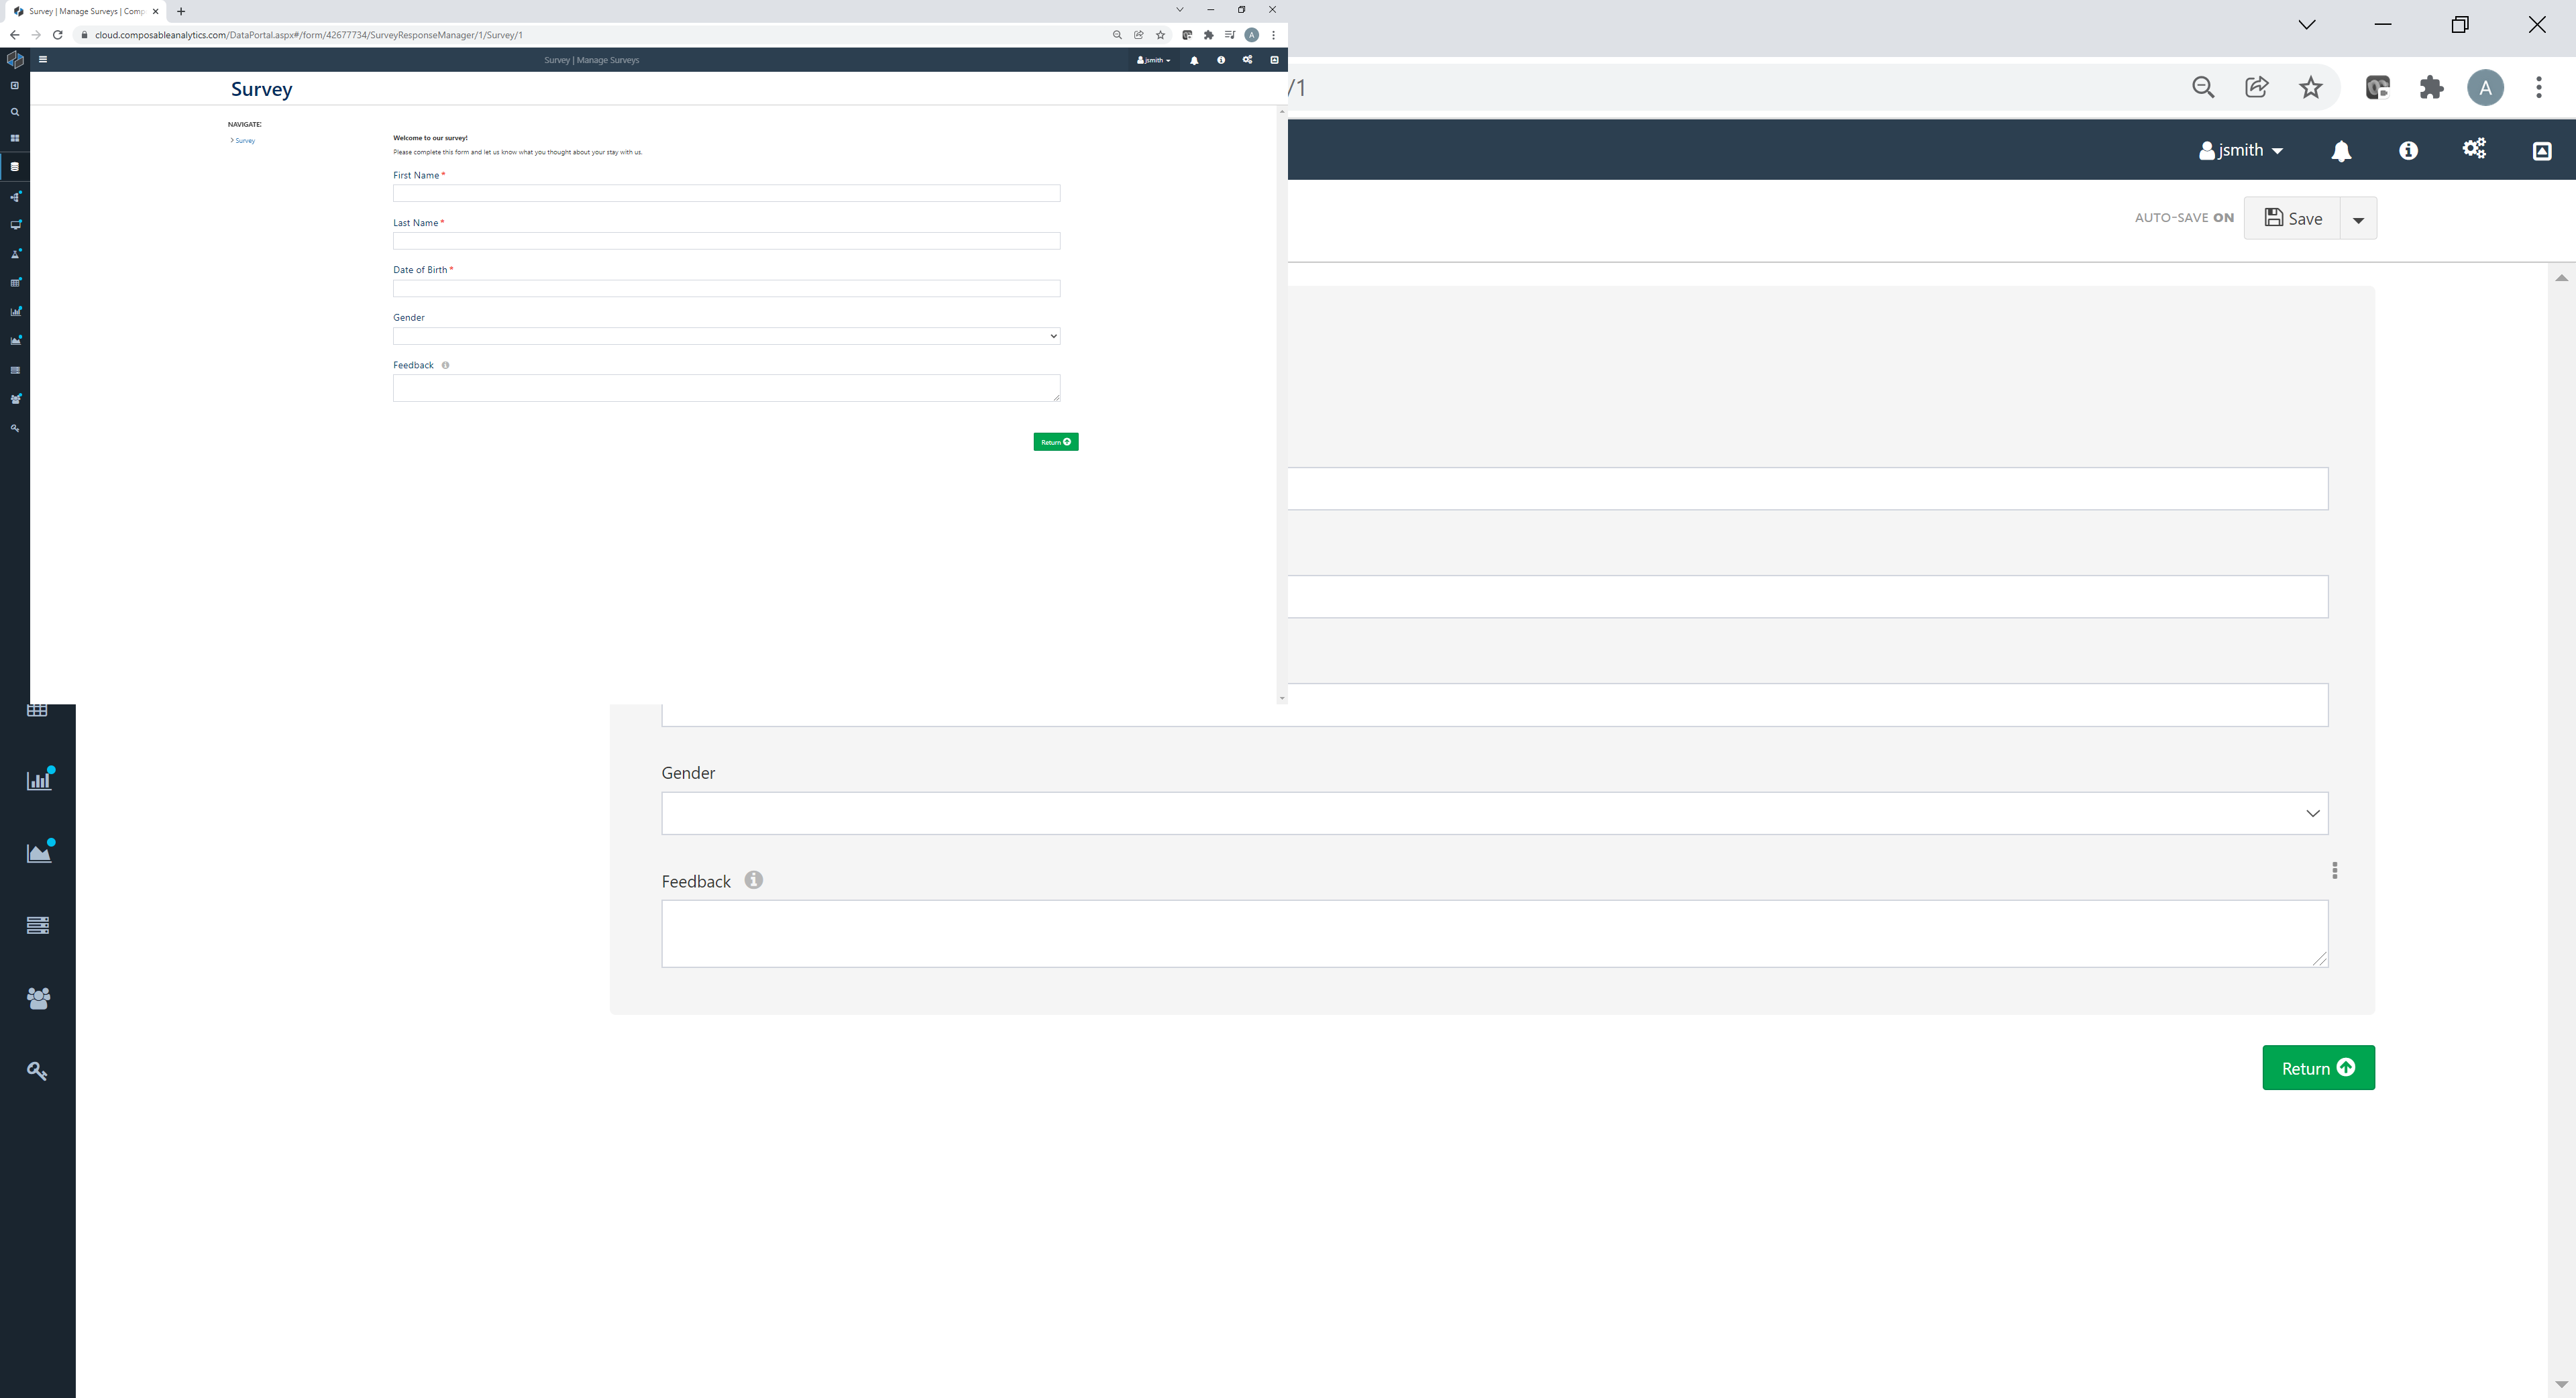 Survey | Manage Surveys | Comp
cloud.composableanalytics.com/DataPortal.aspx#/form/42677734/SurveyResponseManager/1/Survey/1
A
Survey | Manage Surveys
jsmith
Survey
NAVIGATE:
> Survey
Welcome to our survey!
Please complete this form and let us know what you thought about your stay with us.
First Name *
Last Name *
Date of Birth *
Gender
Feedback
Return
/1
A
jsmith
AUTO-SAVE ON
Save
Gender
Feedback
Return